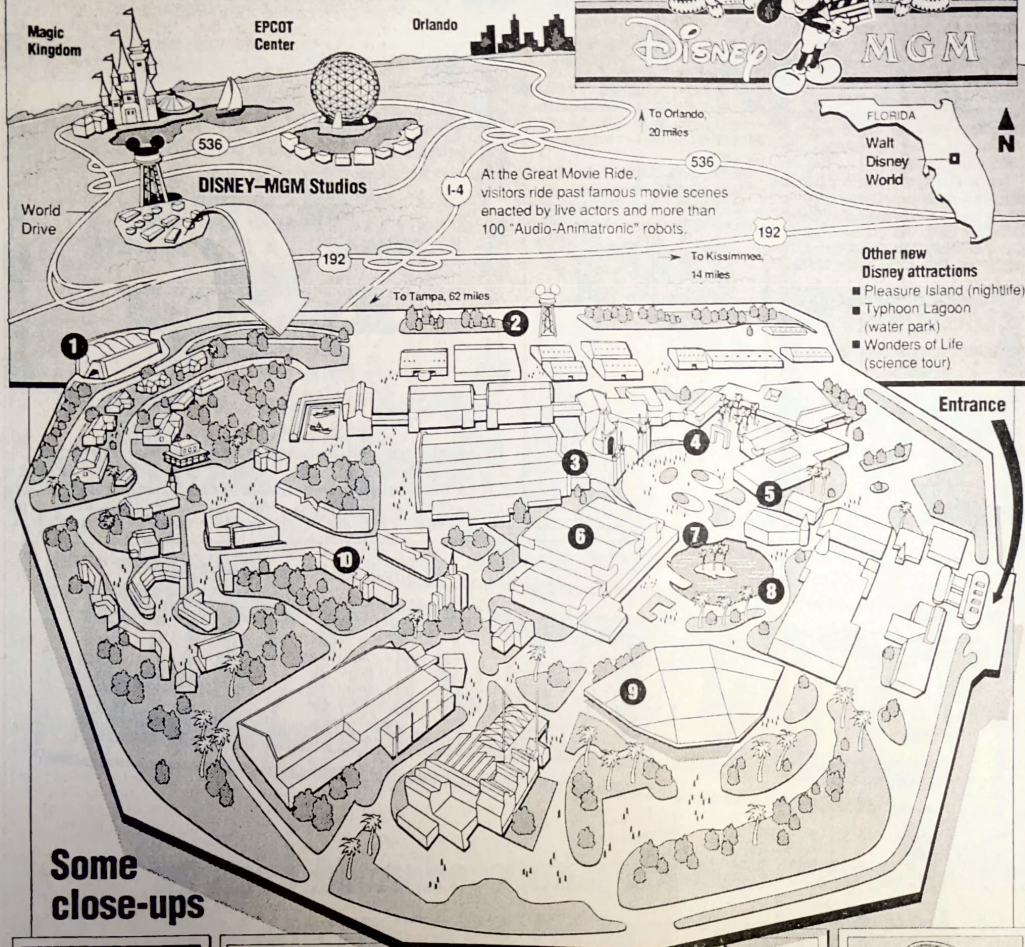 Magic
Kingdom
EPCOT
Center
Orlando
Disney MGM
To Orlando,
20 miles
FLORIDA
Walt
Disney
World
N
536
536
DISNEY–MGM Studios
I-4
At the Great Movie Ride,
visitors ride past famous movie scenes
enacted by live actors and more than
100 "Audio-Animatronic" robots.
World
Drive
192
192
To Kissimmee,
14 miles
To Tampa, 62 miles
Other new
Disney attractions
■ Pleasure Island (nightlife)
■ Typhoon Lagoon
(water park)
■ Wonders of Life
(science tour)
Entrance
1
2
3
4
5
6
7
8
9
10
Some
close-ups